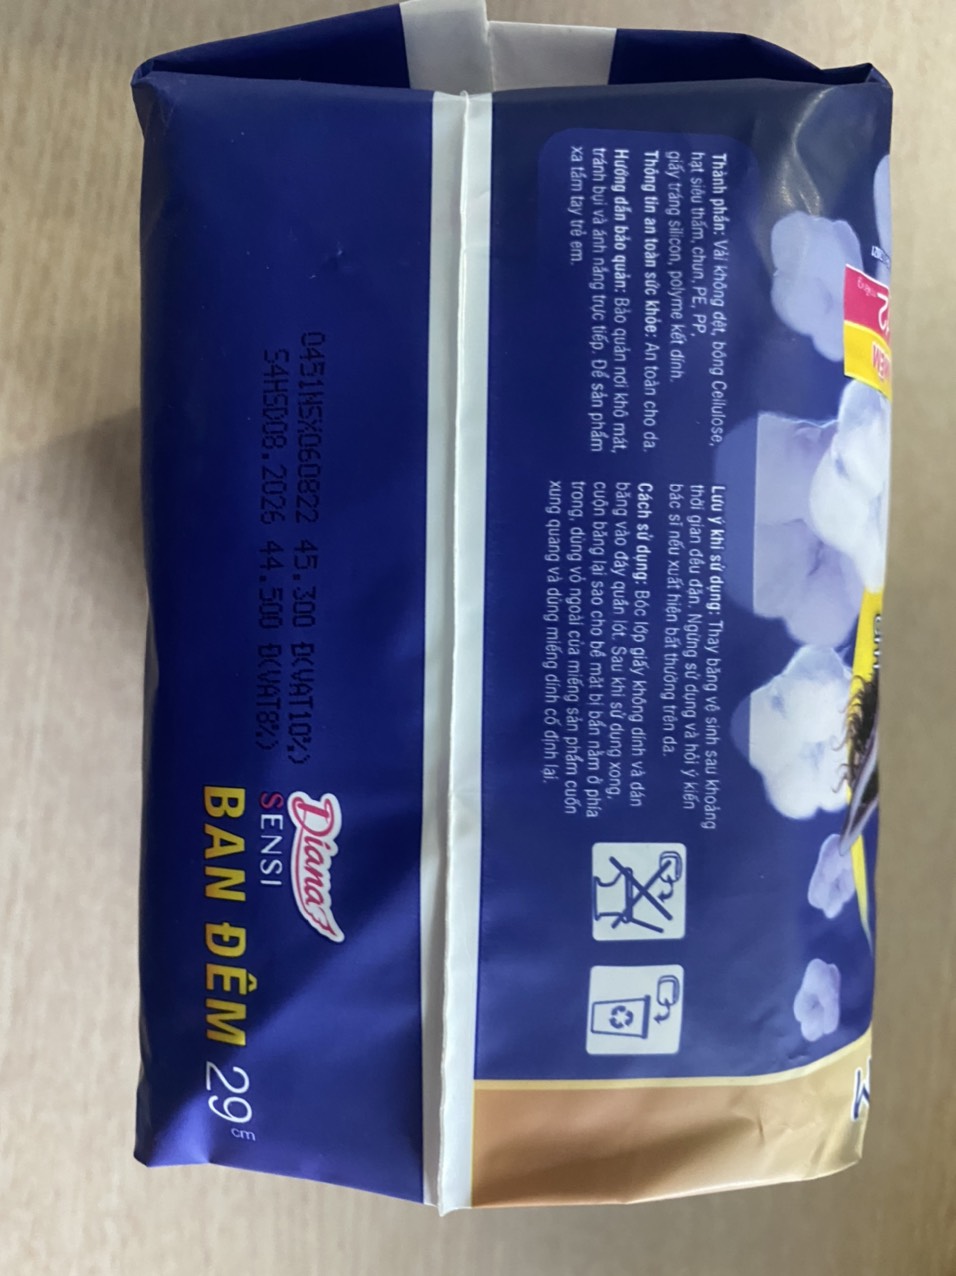 Thành phần: Vải không dệt, bông Cellulose,
hạt siêu thấm, chun, PE, PP,
giấy tráng silicon, polyme kết dính.
Thông tin an toàn sức khỏe: An toàn cho da.
Hướng dẫn bảo quản: Bảo quản nơi khô mát,
tránh bụi và ánh nắng trực tiếp. Để sản phẩm
xa tầm tay trẻ em.
Lưu ý khi sử dụng: Thay băng vệ sinh sau khoảng
thời gian đều đặn. Ngừng sử dụng và hỏi ý kiến
bác sĩ nếu xuất hiện bất thường trên da.
Cách sử dụng: Bóc lớp giấy không dính và dán
băng vào đáy quần lót. Sau khi sử dụng xong,
cuộn băng lại sao cho bề mặt bị bẩn nằm ở phía
trong, dùng vỏ ngoài của miếng sản phẩm cuốn
xung quang và dùng miếng dính cố định lại.
0451NSX060822 45.300 Đ(VAT10%)
S4HSD08.2026 44.500 Đ(VAT8%)
Diana
SENSI
BAN ĐÊM 29cm